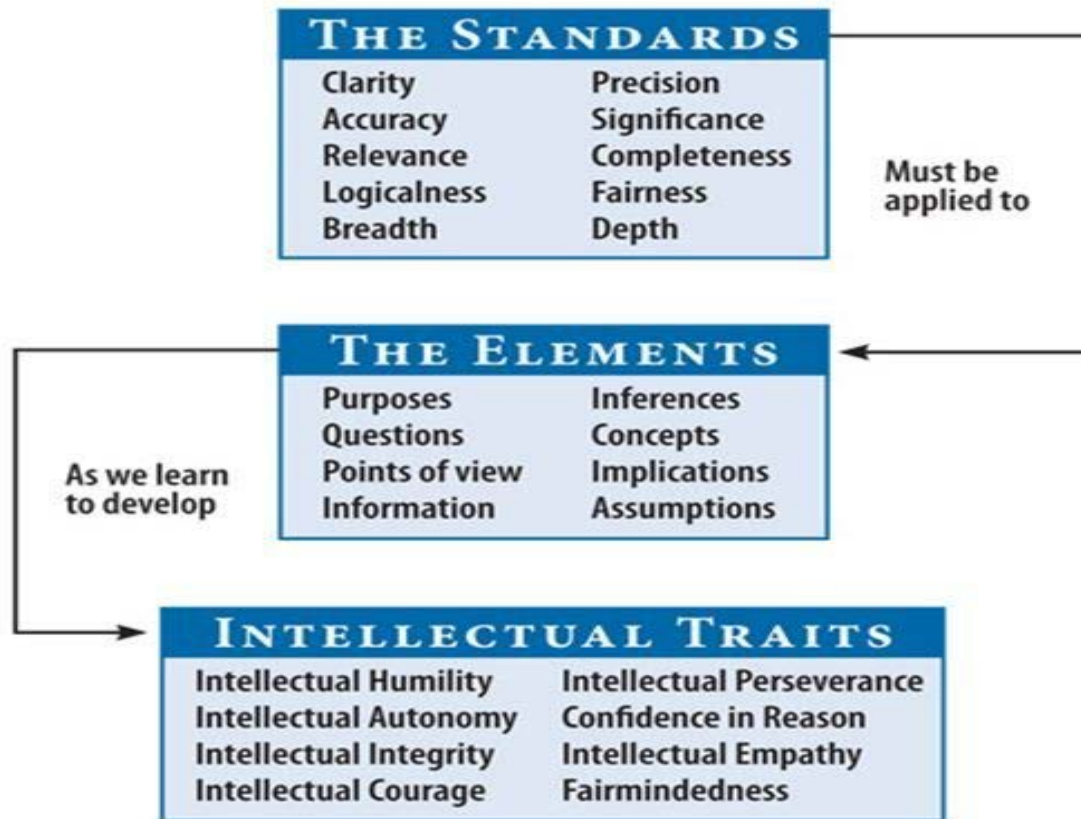 THE STANDARDS
Clarity Precision
Accuracy Significance
Relevance Completeness
Logicalness Fairness
Breadth Depth
Must be
applied to
THE ELEMENTS
Purposes Inferences
Questions Concepts
Points of view Implications
Information Assumptions
As we learn
to develop
INTELLECTUAL TRAITS
Intellectual Humility Intellectual Perseverance
Intellectual Autonomy Confidence in Reason
Intellectual Integrity Intellectual Empathy
Intellectual Courage Fairmindedness